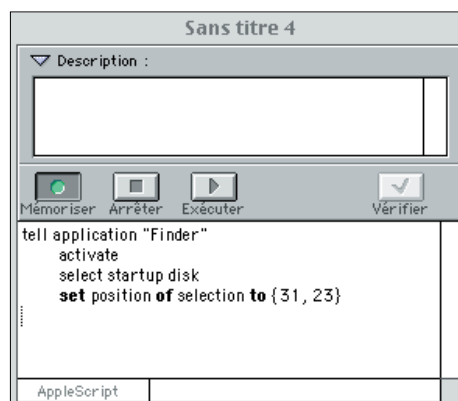 Sans titre 4
Description :
Mémoriser Arrêter Exécuter Vérifier
tell application "Finder"
activate
select startup disk
set position of selection to {31, 23}
AppleScript